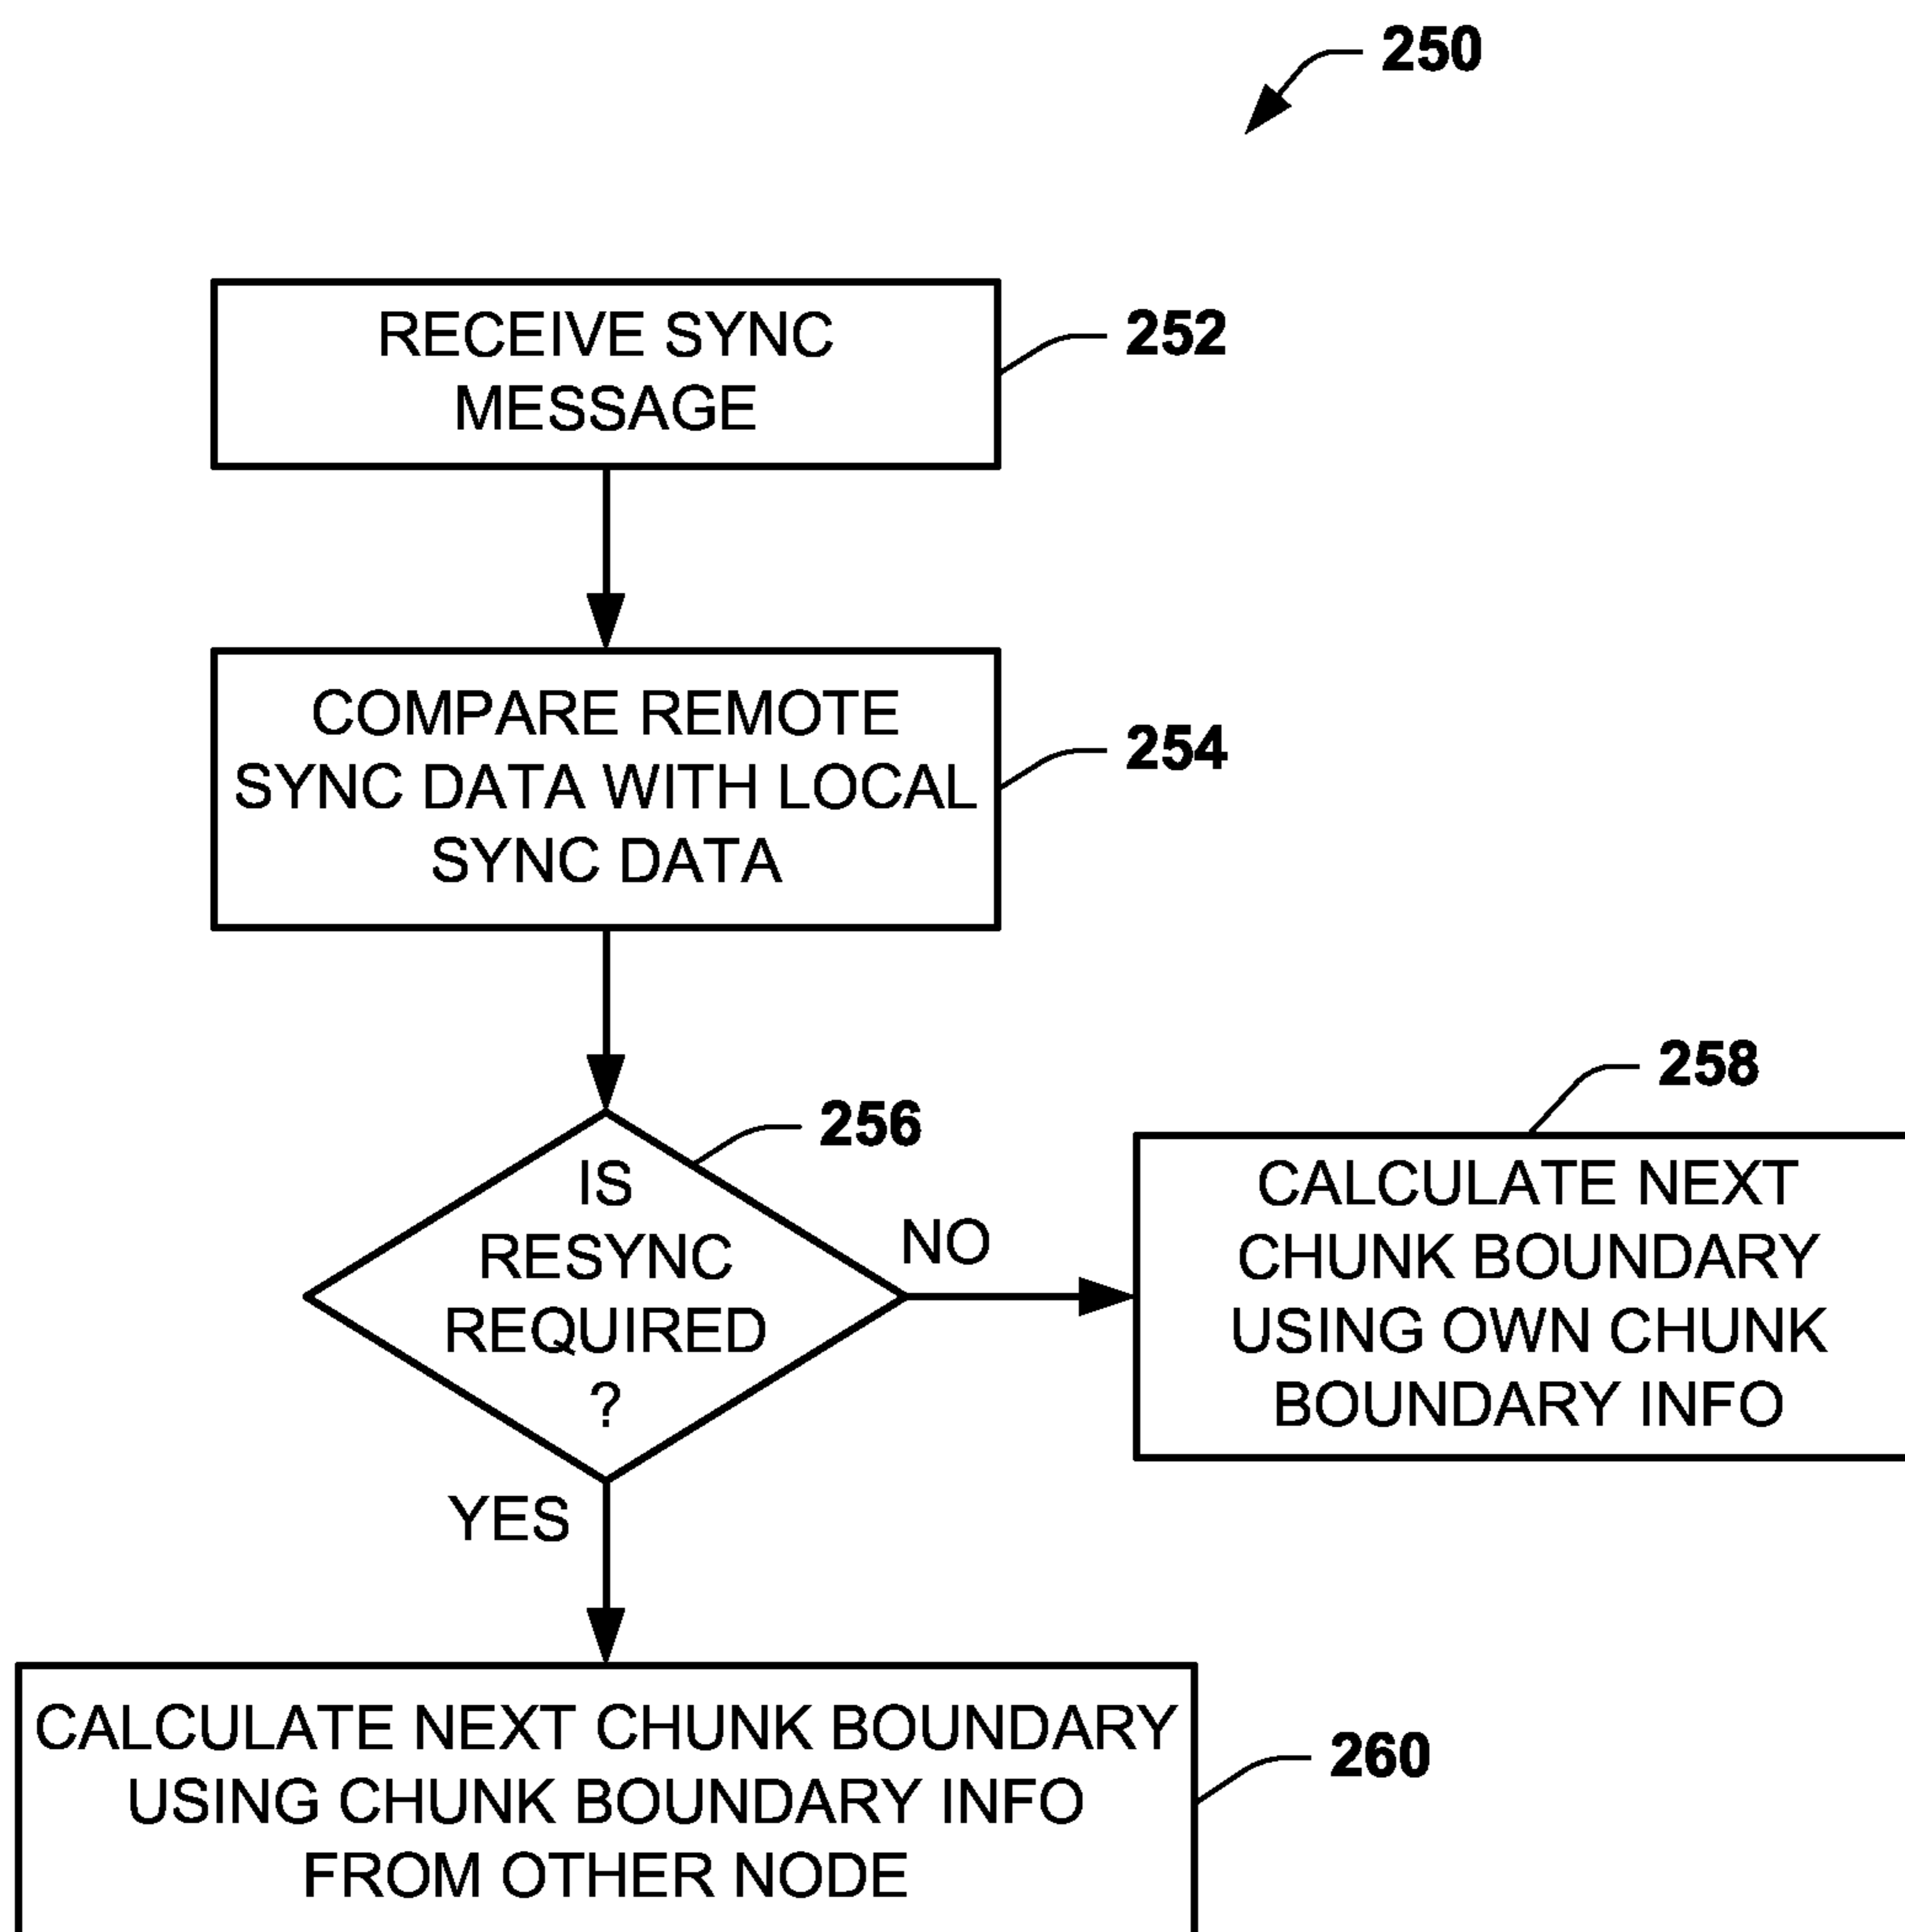 250
RECEIVE SYNC
MESSAGE
252
COMPARE REMOTE
SYNC DATA WITH LOCAL
SYNC DATA
254
256
IS
RESYNC
REQUIRED
?
NO
258
CALCULATE NEXT
CHUNK BOUNDARY
USING OWN CHUNK
BOUNDARY INFO
YES
CALCULATE NEXT CHUNK BOUNDARY
USING CHUNK BOUNDARY INFO
FROM OTHER NODE
260